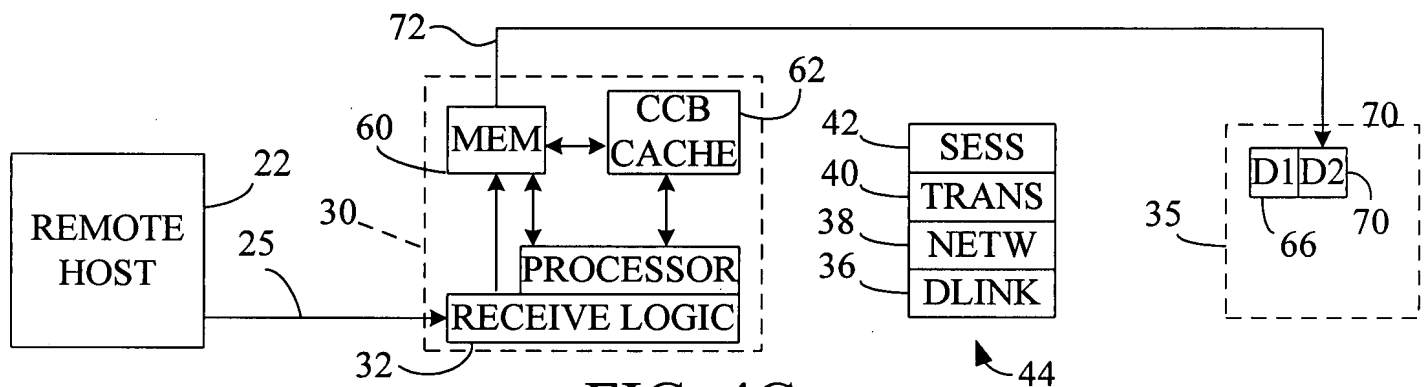 72
62
CCB
CACHE
MEM
60
42
SESS
70
D1 D2
22
40
TRANS
REMOTE
HOST
30
38
NETW
35
66
70
25
PROCESSOR
36
DLINK
RECEIVE LOGIC
32
44